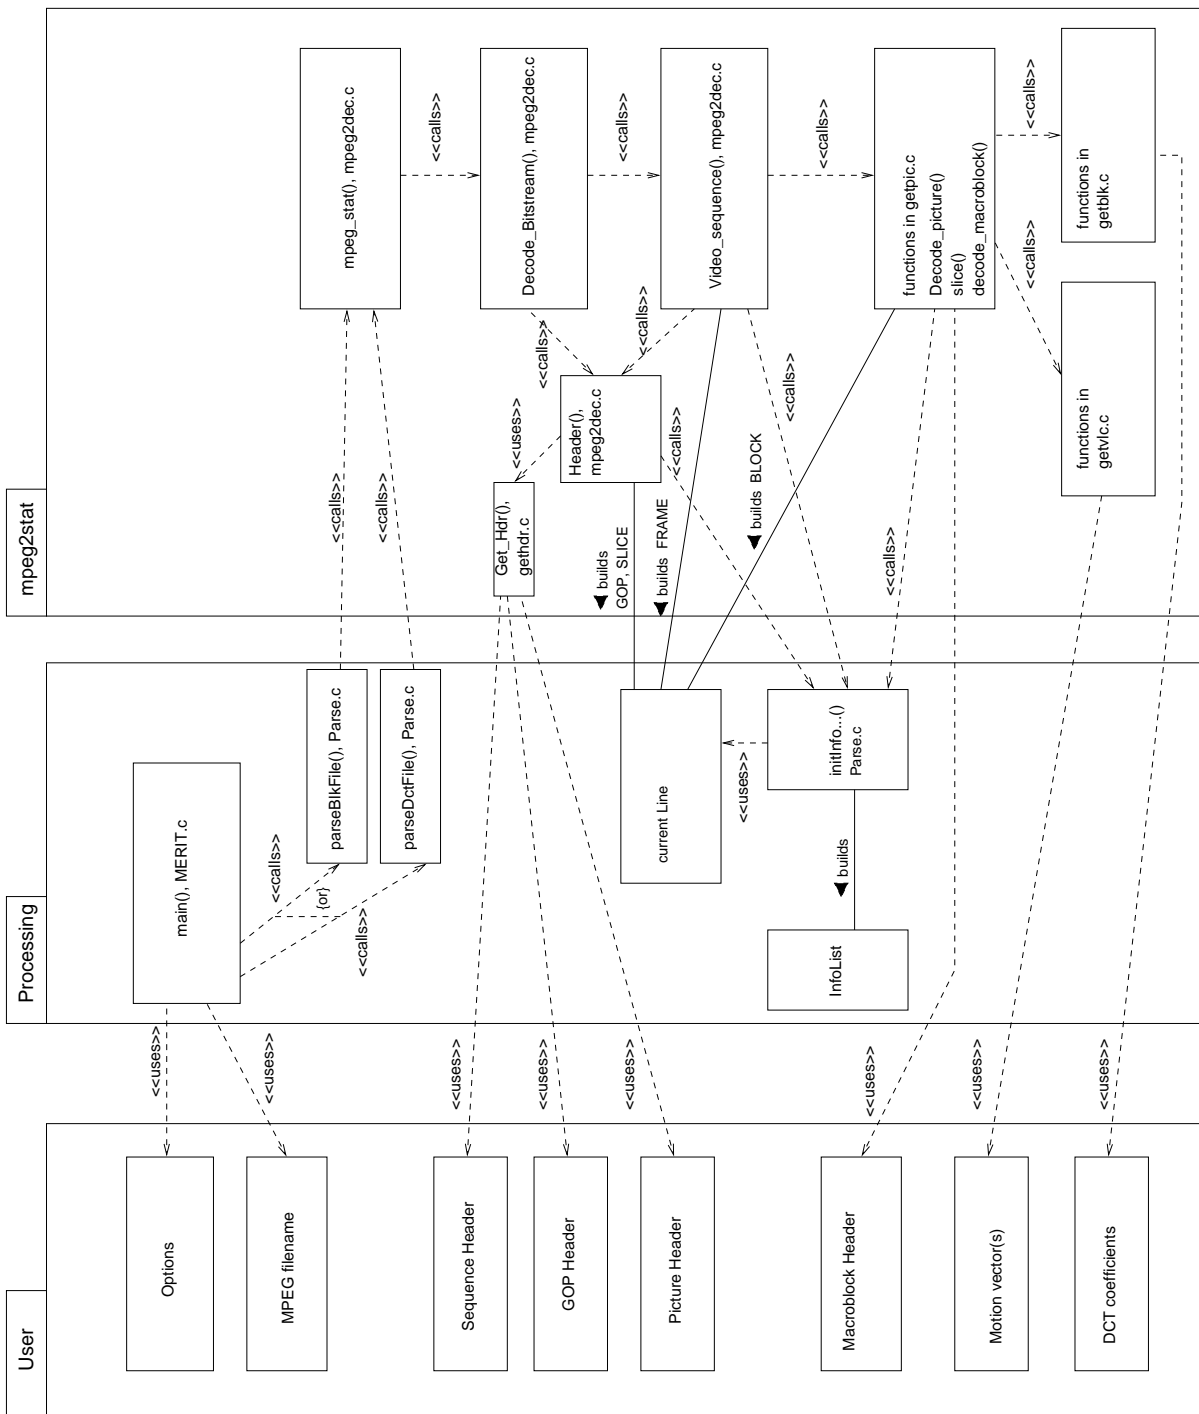 User
Options
MPEG filename
Sequence Header
GOP Header
Picture Header
Macroblock Header
Motion vector(s)
DCT coefficients
<<uses>>
<<uses>>
<<uses>>
<<uses>>
<<uses>>
<<uses>>
<<uses>>
<<uses>>
Processing
main(), MERIT.c
<<calls>>
{or}
<<calls>>
parseBlkFile(), Parse.c
parseDctFile(), Parse.c
current Line
<<uses>>
initInfo...()
Parse.c
builds
InfoList
mpeg2stat
<<calls>>
<<calls>>
mpeg_stat(), mpeg2dec.c
<<calls>>
Decode_Bitstream(), mpeg2dec.c
<<calls>>
Video_sequence(), mpeg2dec.c
<<calls>>
functions in getpic.c
Decode_picture()
slice()
decode_macroblock()
<<calls>>
functions in
getblk.c
<<calls>>
functions in
getvlc.c
<<calls>>
<<calls>>
Header(),
mpeg2dec.c
<<uses>>
Get_Hdr(),
gethdr.c
<<calls>>
<<calls>>
<<calls>>
builds
GOP, SLICE
builds FRAME
builds BLOCK